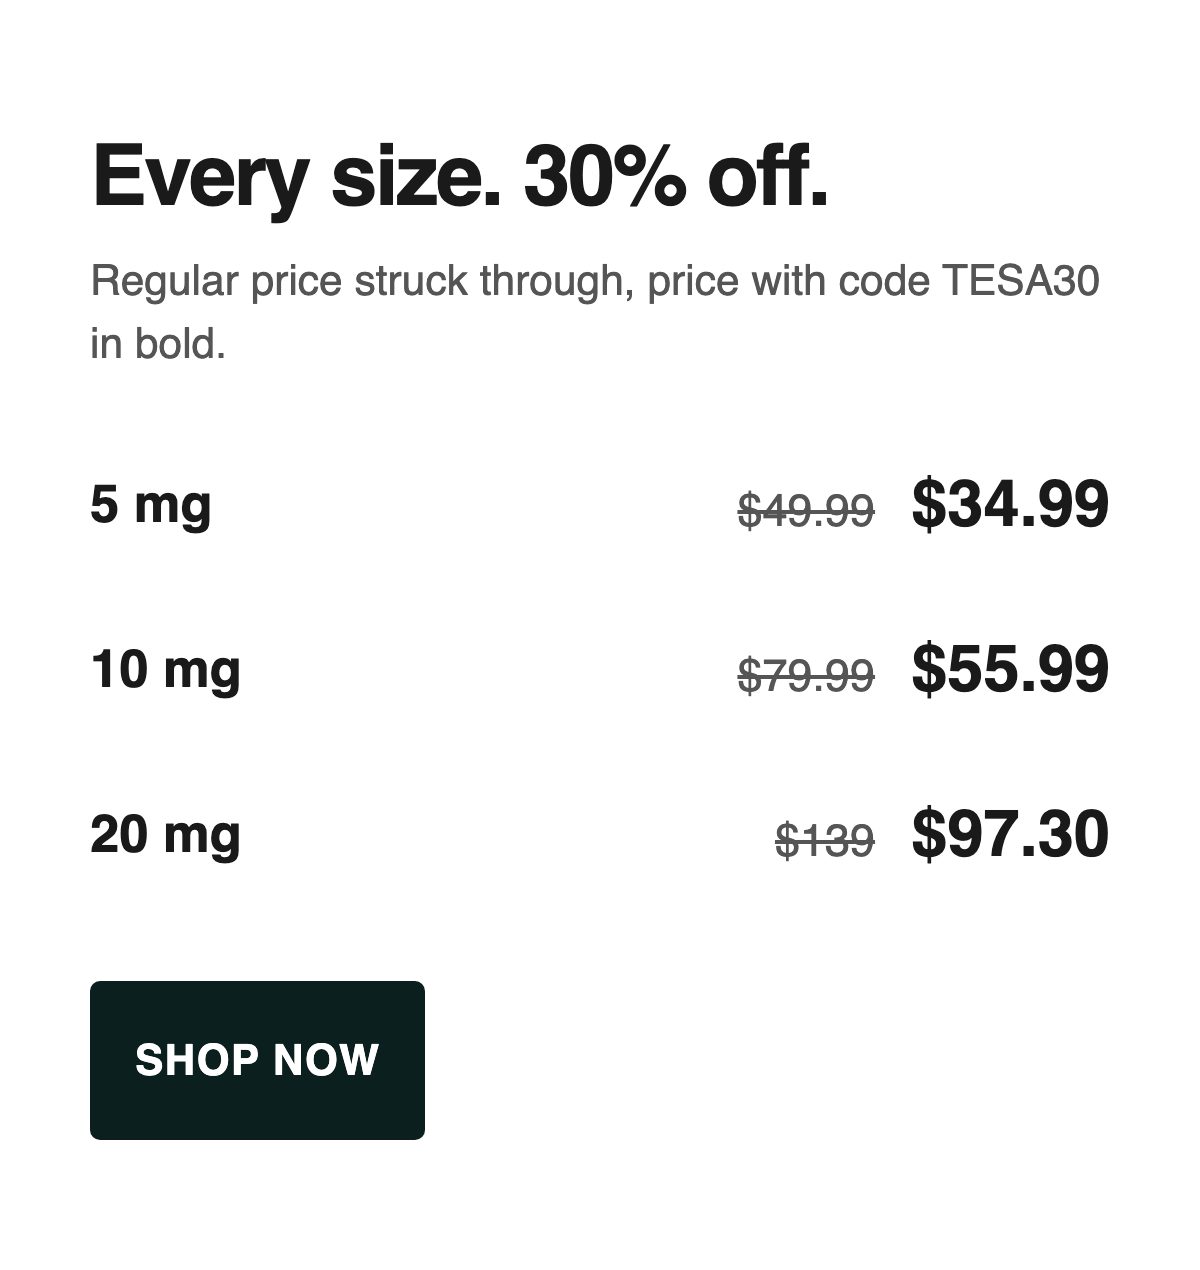 Every size. 30% off.
Regular price struck through, price with code TESA30
in bold.
5 mg $49.99 $34.99
10 mg $79.99 $55.99
20 mg $139 $97.30
SHOP NOW